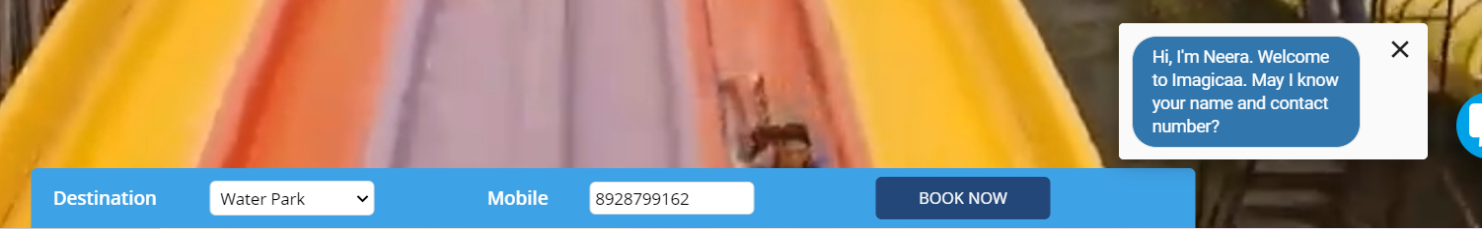 Hi, I'm Neera. Welcome
to Imagicaa. May I know
your name and contact
number?
Destination Water Park Mobile 8928799162 BOOK NOW